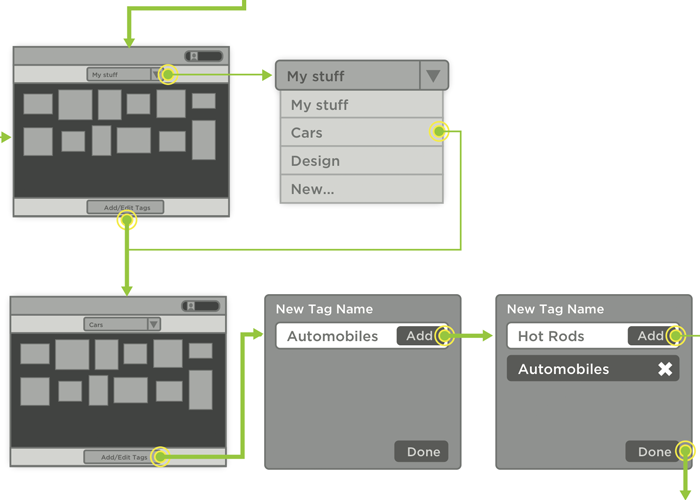 My stuff
Add/Edit Tags
My stuff
My stuff
Cars
Design
New...
Cars
Add/Edit Tags
New Tag Name
Automobiles
Add
Done
New Tag Name
Hot Rods
Add
Automobiles
Done